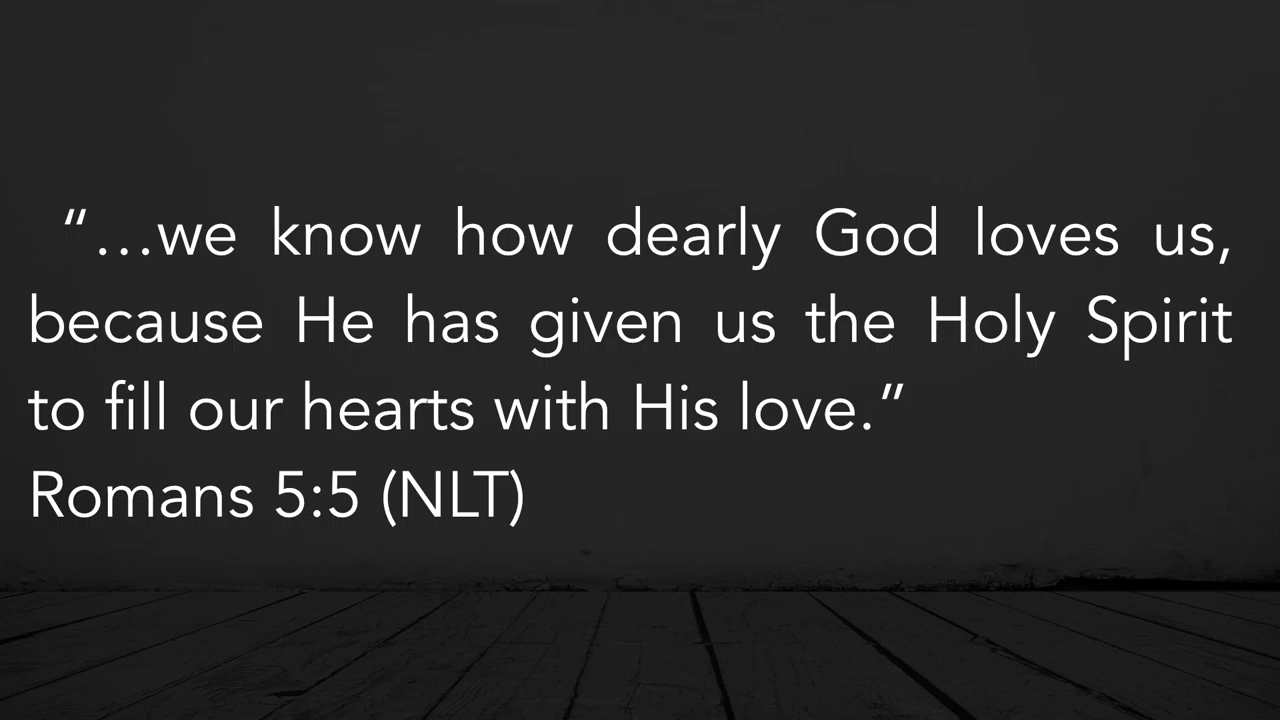 “…we know how dearly God loves us,
because He has given us the Holy Spirit
to fill our hearts with His love.”
Romans 5:5 (NLT)